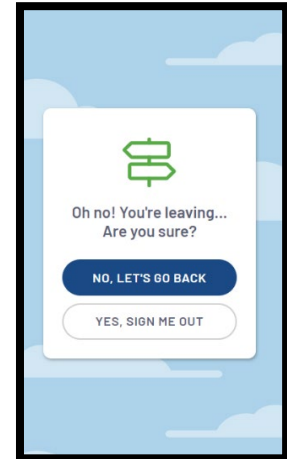 Oh no! You're leaving...
Are you sure?
NO, LET'S GO BACK
YES, SIGN ME OUT